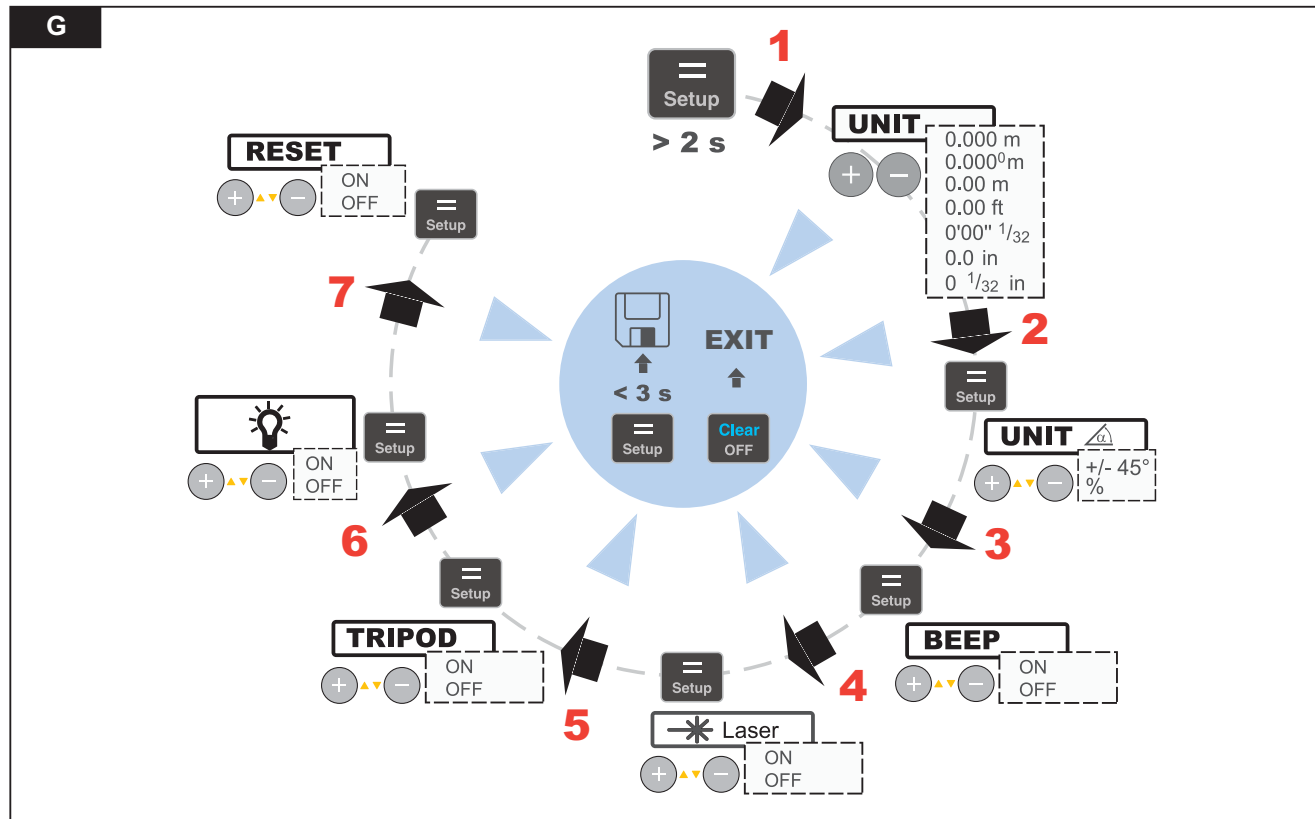 G
1
=
Setup
> 2 s
UNIT
+ −
0.000 m
0.000⁰m
0.00 m
0.00 ft
0'00" 1/32
0.0 in
0 1/32 in
2
=
Setup
UNIT α
+ −
+/- 45°
%
3
=
Setup
BEEP
+ −
ON
OFF
4
=
Setup
Laser
+ −
ON
OFF
5
=
Setup
TRIPOD
+ −
ON
OFF
6
=
Setup
+ −
ON
OFF
7
=
Setup
RESET
+ −
ON
OFF
< 3 s
=
Setup
EXIT
Clear
OFF